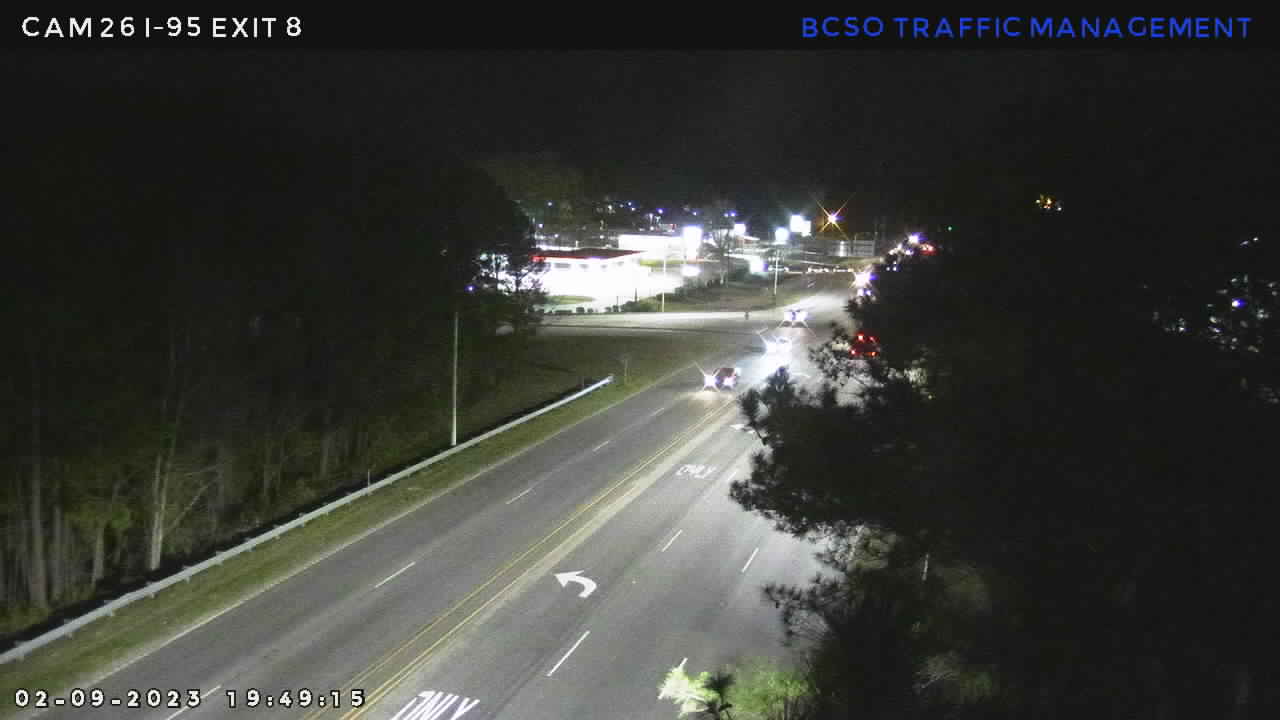 CAM 26 I-95 EXIT 8
BCSO TRAFFIC MANAGEMENT
ONLY
ONLY
02-09-2023 19:49:15